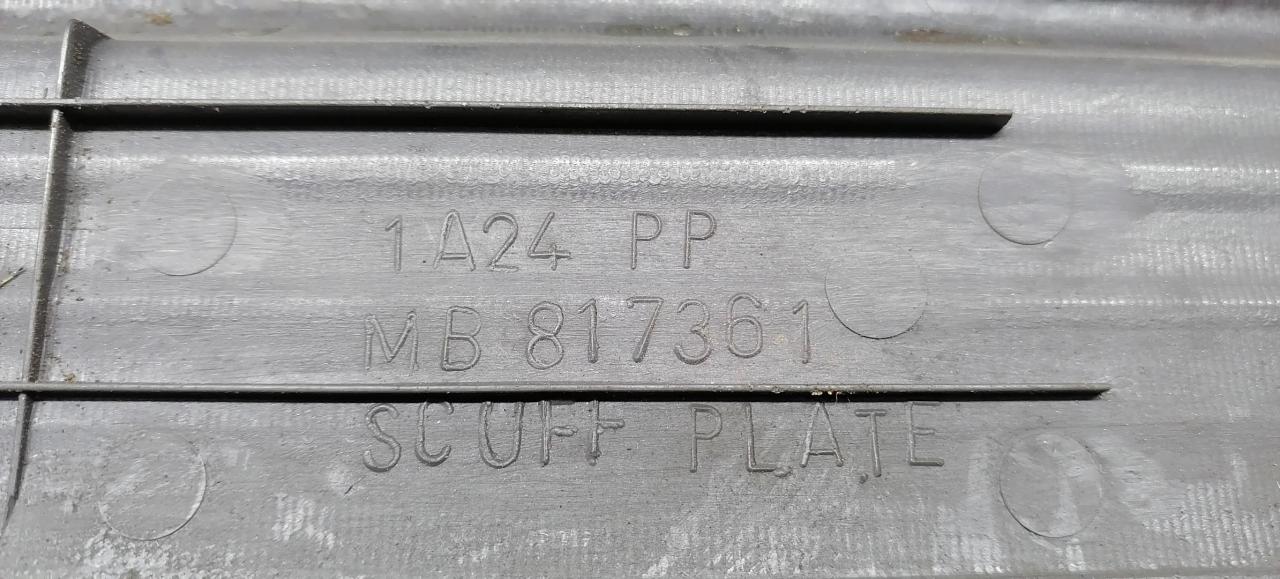 1A24 PP
MB 817361
SCUFF PLATE